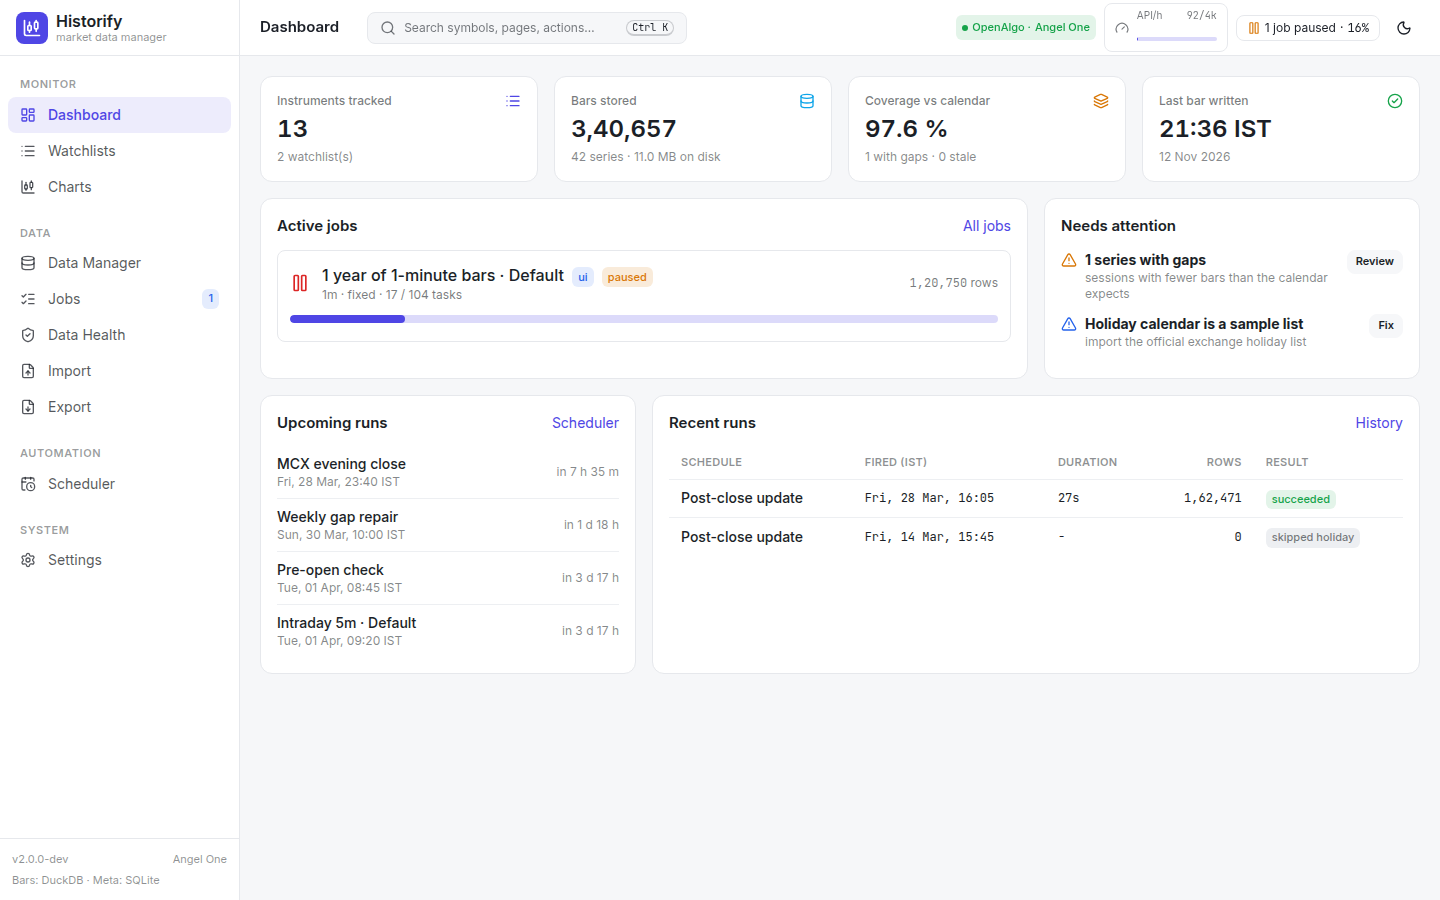 Historify
market data manager
MONITOR
Dashboard
Watchlists
Charts
DATA
Data Manager
Jobs 1
Data Health
Import
Export
AUTOMATION
Scheduler
SYSTEM
Settings
v2.0.0-dev Angel One
Bars: DuckDB · Meta: SQLite
Dashboard
Search symbols, pages, actions... Ctrl K
OpenAlgo · Angel One
API/h 92/4k
1 job paused · 16%
Instruments tracked
13
2 watchlist(s)
Bars stored
3,40,657
42 series · 11.0 MB on disk
Coverage vs calendar
97.6 %
1 with gaps · 0 stale
Last bar written
21:36 IST
12 Nov 2026
Active jobs All jobs
1 year of 1-minute bars · Default ui paused
1m · fixed · 17 / 104 tasks
1,20,750 rows
Needs attention
1 series with gaps Review
sessions with fewer bars than the calendar
expects
Holiday calendar is a sample list Fix
import the official exchange holiday list
Upcoming runs Scheduler
MCX evening close
Fri, 28 Mar, 23:40 IST
in 7 h 35 m
Weekly gap repair
Sun, 30 Mar, 10:00 IST
in 1 d 18 h
Pre-open check
Tue, 01 Apr, 08:45 IST
in 3 d 17 h
Intraday 5m · Default
Tue, 01 Apr, 09:20 IST
in 3 d 17 h
Recent runs History
SCHEDULE FIRED (IST) DURATION ROWS RESULT
Post-close update Fri, 28 Mar, 16:05 27s 1,62,471 succeeded
Post-close update Fri, 14 Mar, 15:45 - 0 skipped holiday